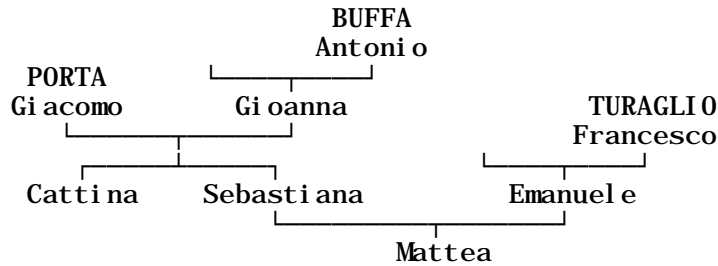 BUFFA
Antonio
PORTA
Giacomo Gioanna TURAGLIO
Francesco
Cattina Sebastiana Emanuele
Mattea